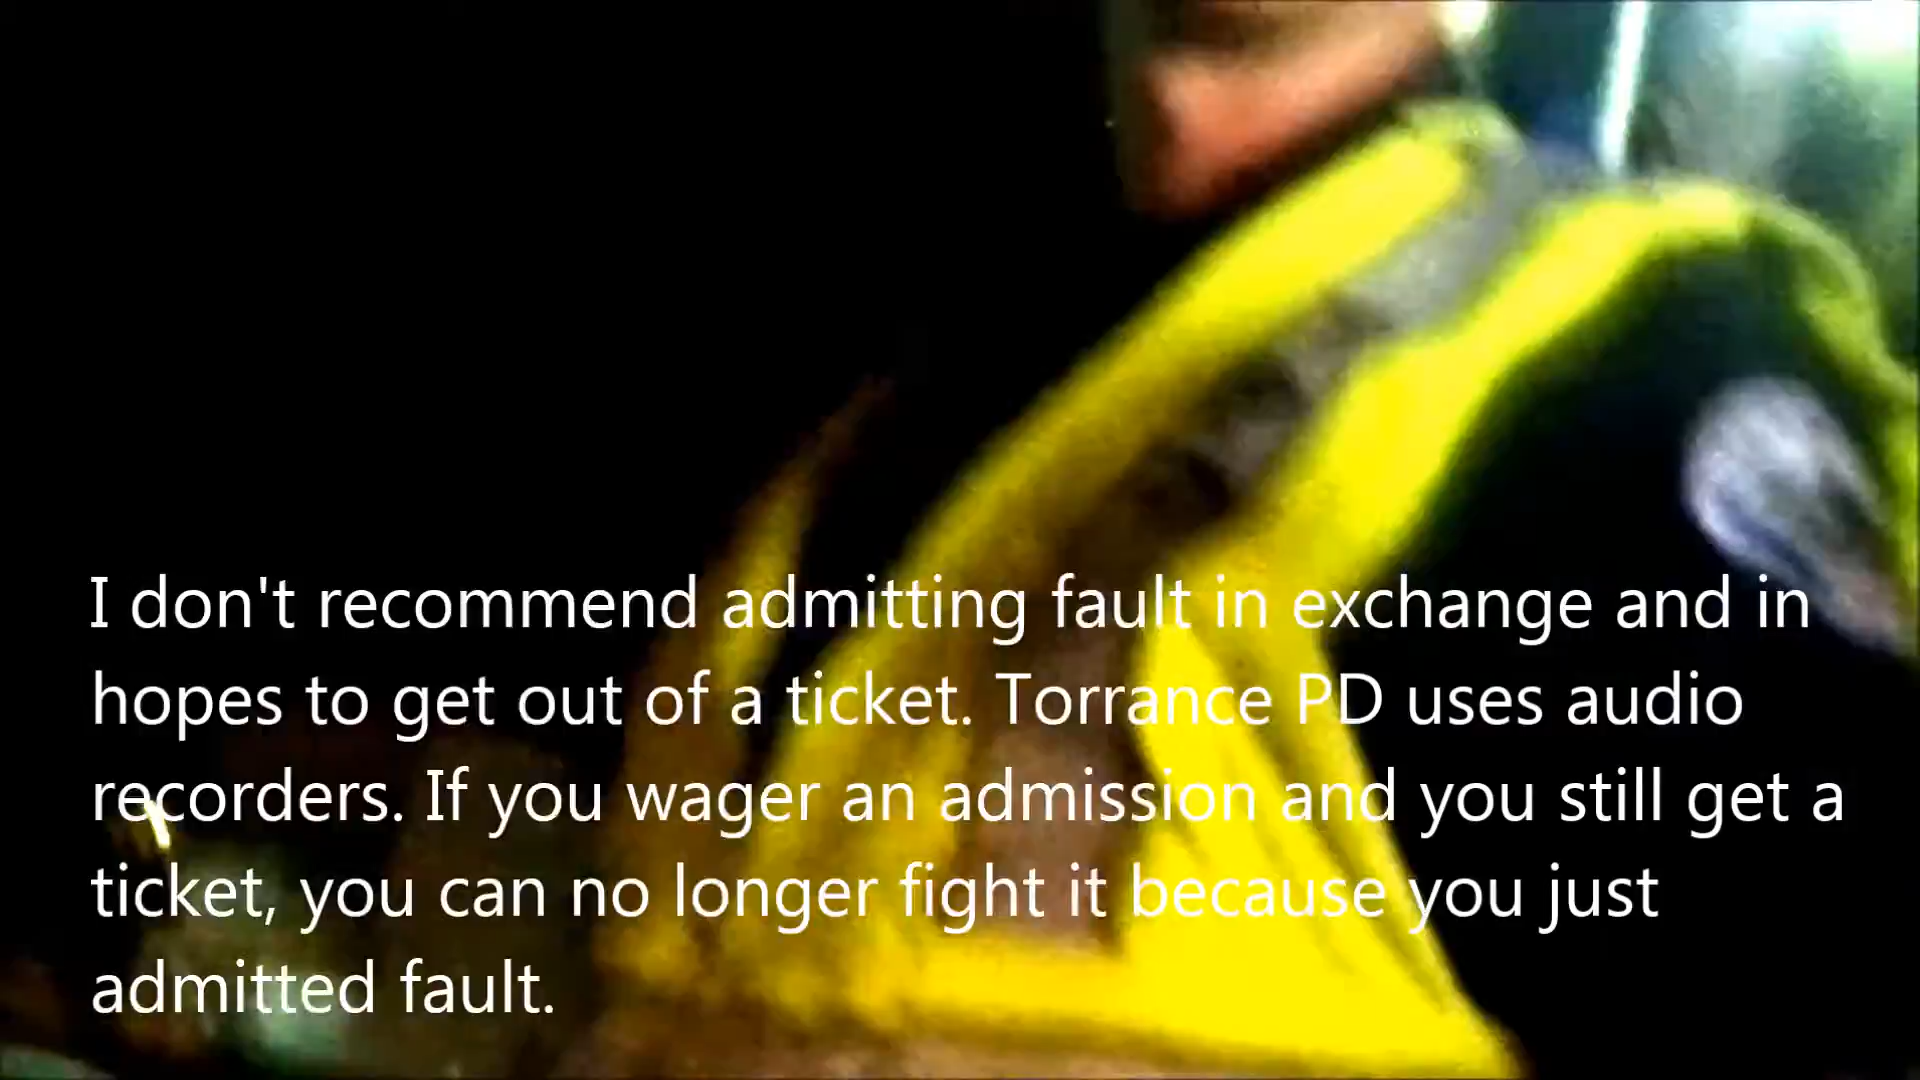 I don't recommend admitting fault in exchange and in
hopes to get out of a ticket. Torrance PD uses audio
recorders. If you wager an admission and you still get a
ticket, you can no longer fight it because you just
admitted fault.